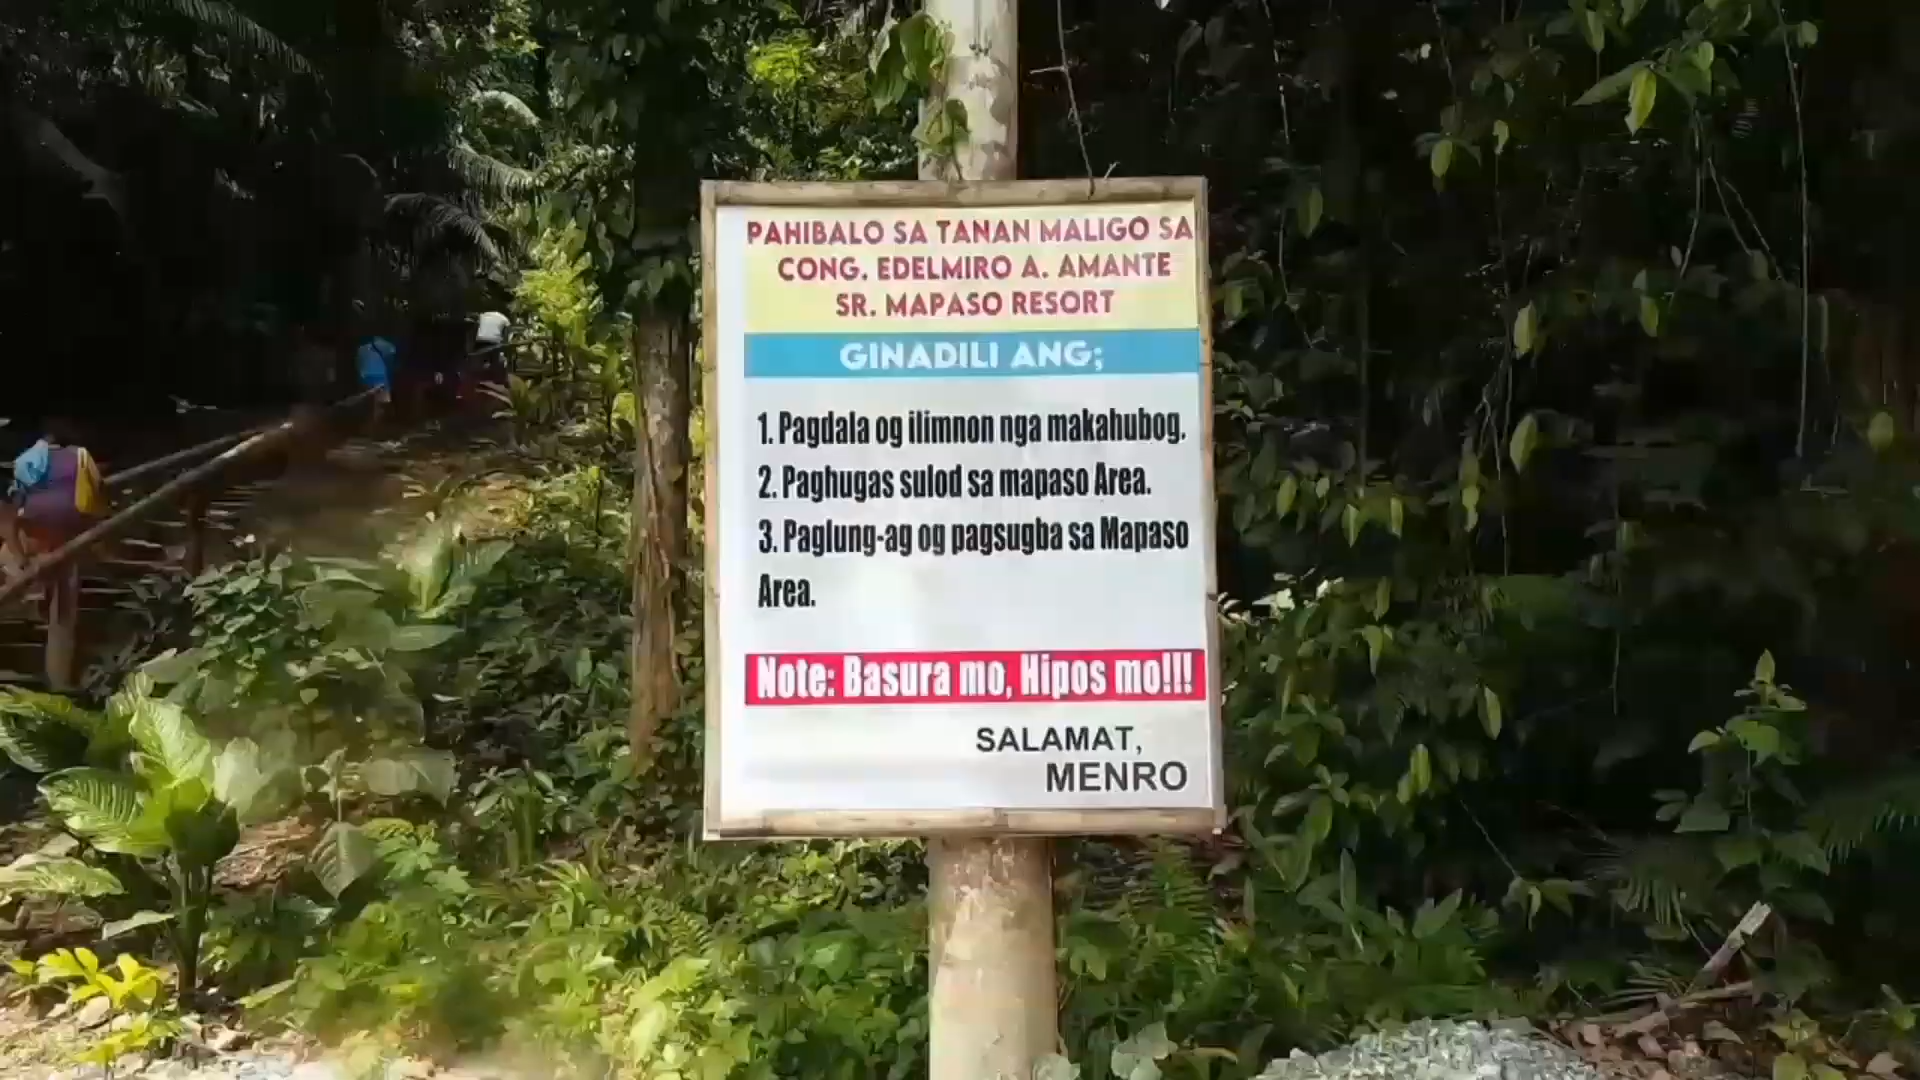 PAHIBALO SA TANAN MALIGO SA
CONG. EDELMIRO A. AMANTE
SR. MAPASO RESORT
GINADILI ANG;
1. Pagdala og ilimnon nga makahubog.
2. Paghugas sulod sa mapaso Area.
3. Paglung-ag og pagsugba sa Mapaso
Area.
Note: Basura mo, Hipos mo!!!
SALAMAT,
MENRO